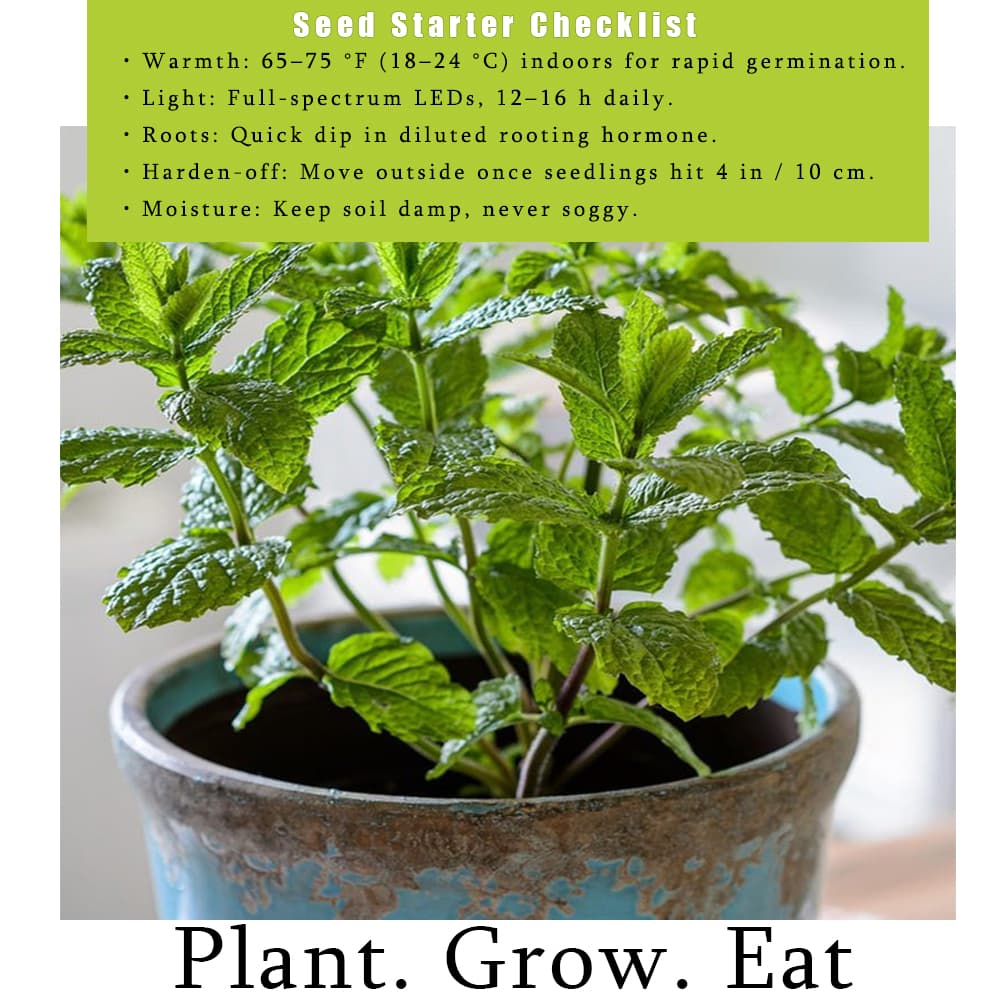 Seed Starter Checklist
· Warmth: 65–75 °F (18–24 °C) indoors for rapid germination.
· Light: Full-spectrum LEDs, 12–16 h daily.
· Roots: Quick dip in diluted rooting hormone.
· Harden-off: Move outside once seedlings hit 4 in / 10 cm.
· Moisture: Keep soil damp, never soggy.
Plant. Grow. Eat